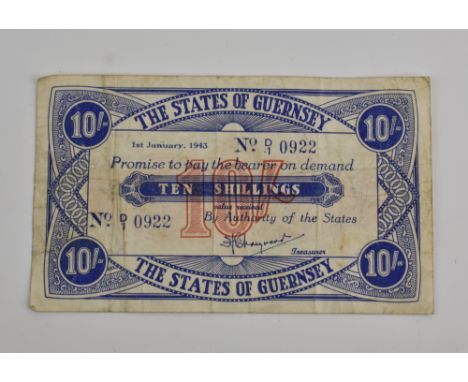 THE STATES OF GUERNSEY
10/- 10/-
1st January, 1943 No. D/1 0922
Promise to pay the bearer on demand
TEN SHILLINGS
10/-
value received
No. D/1 0922 By Authority of the States
Treasurer
10/- 10/-
THE STATES OF GUERNSEY